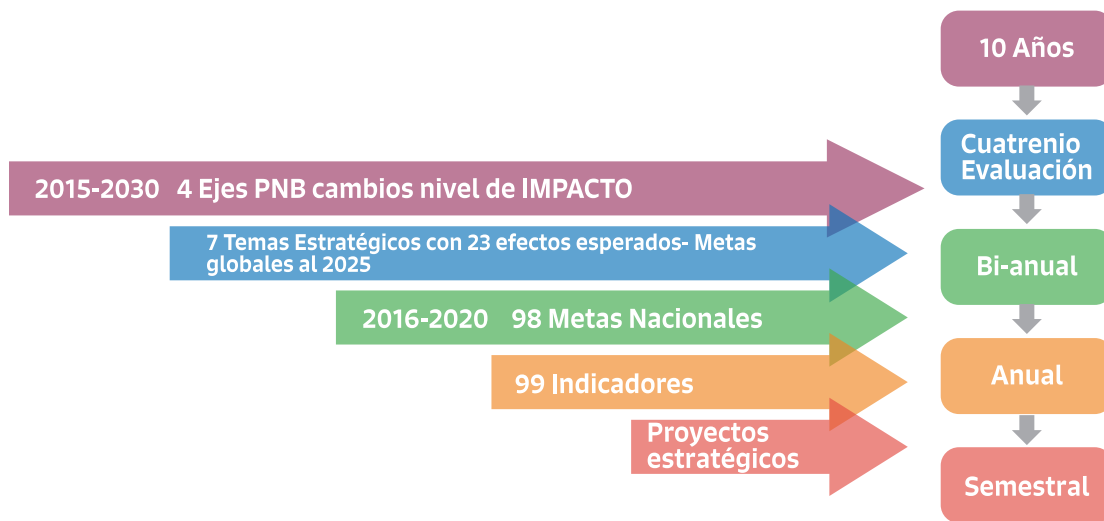 10 Años
Cuatrenio
Evaluación
2015-2030 4 Ejes PNB cambios nivel de IMPACTO
7 Temas Estratégicos con 23 efectos esperados- Metas
globales al 2025
Bi-anual
2016-2020 98 Metas Nacionales
99 Indicadores
Anual
Proyectos
estratégicos
Semestral